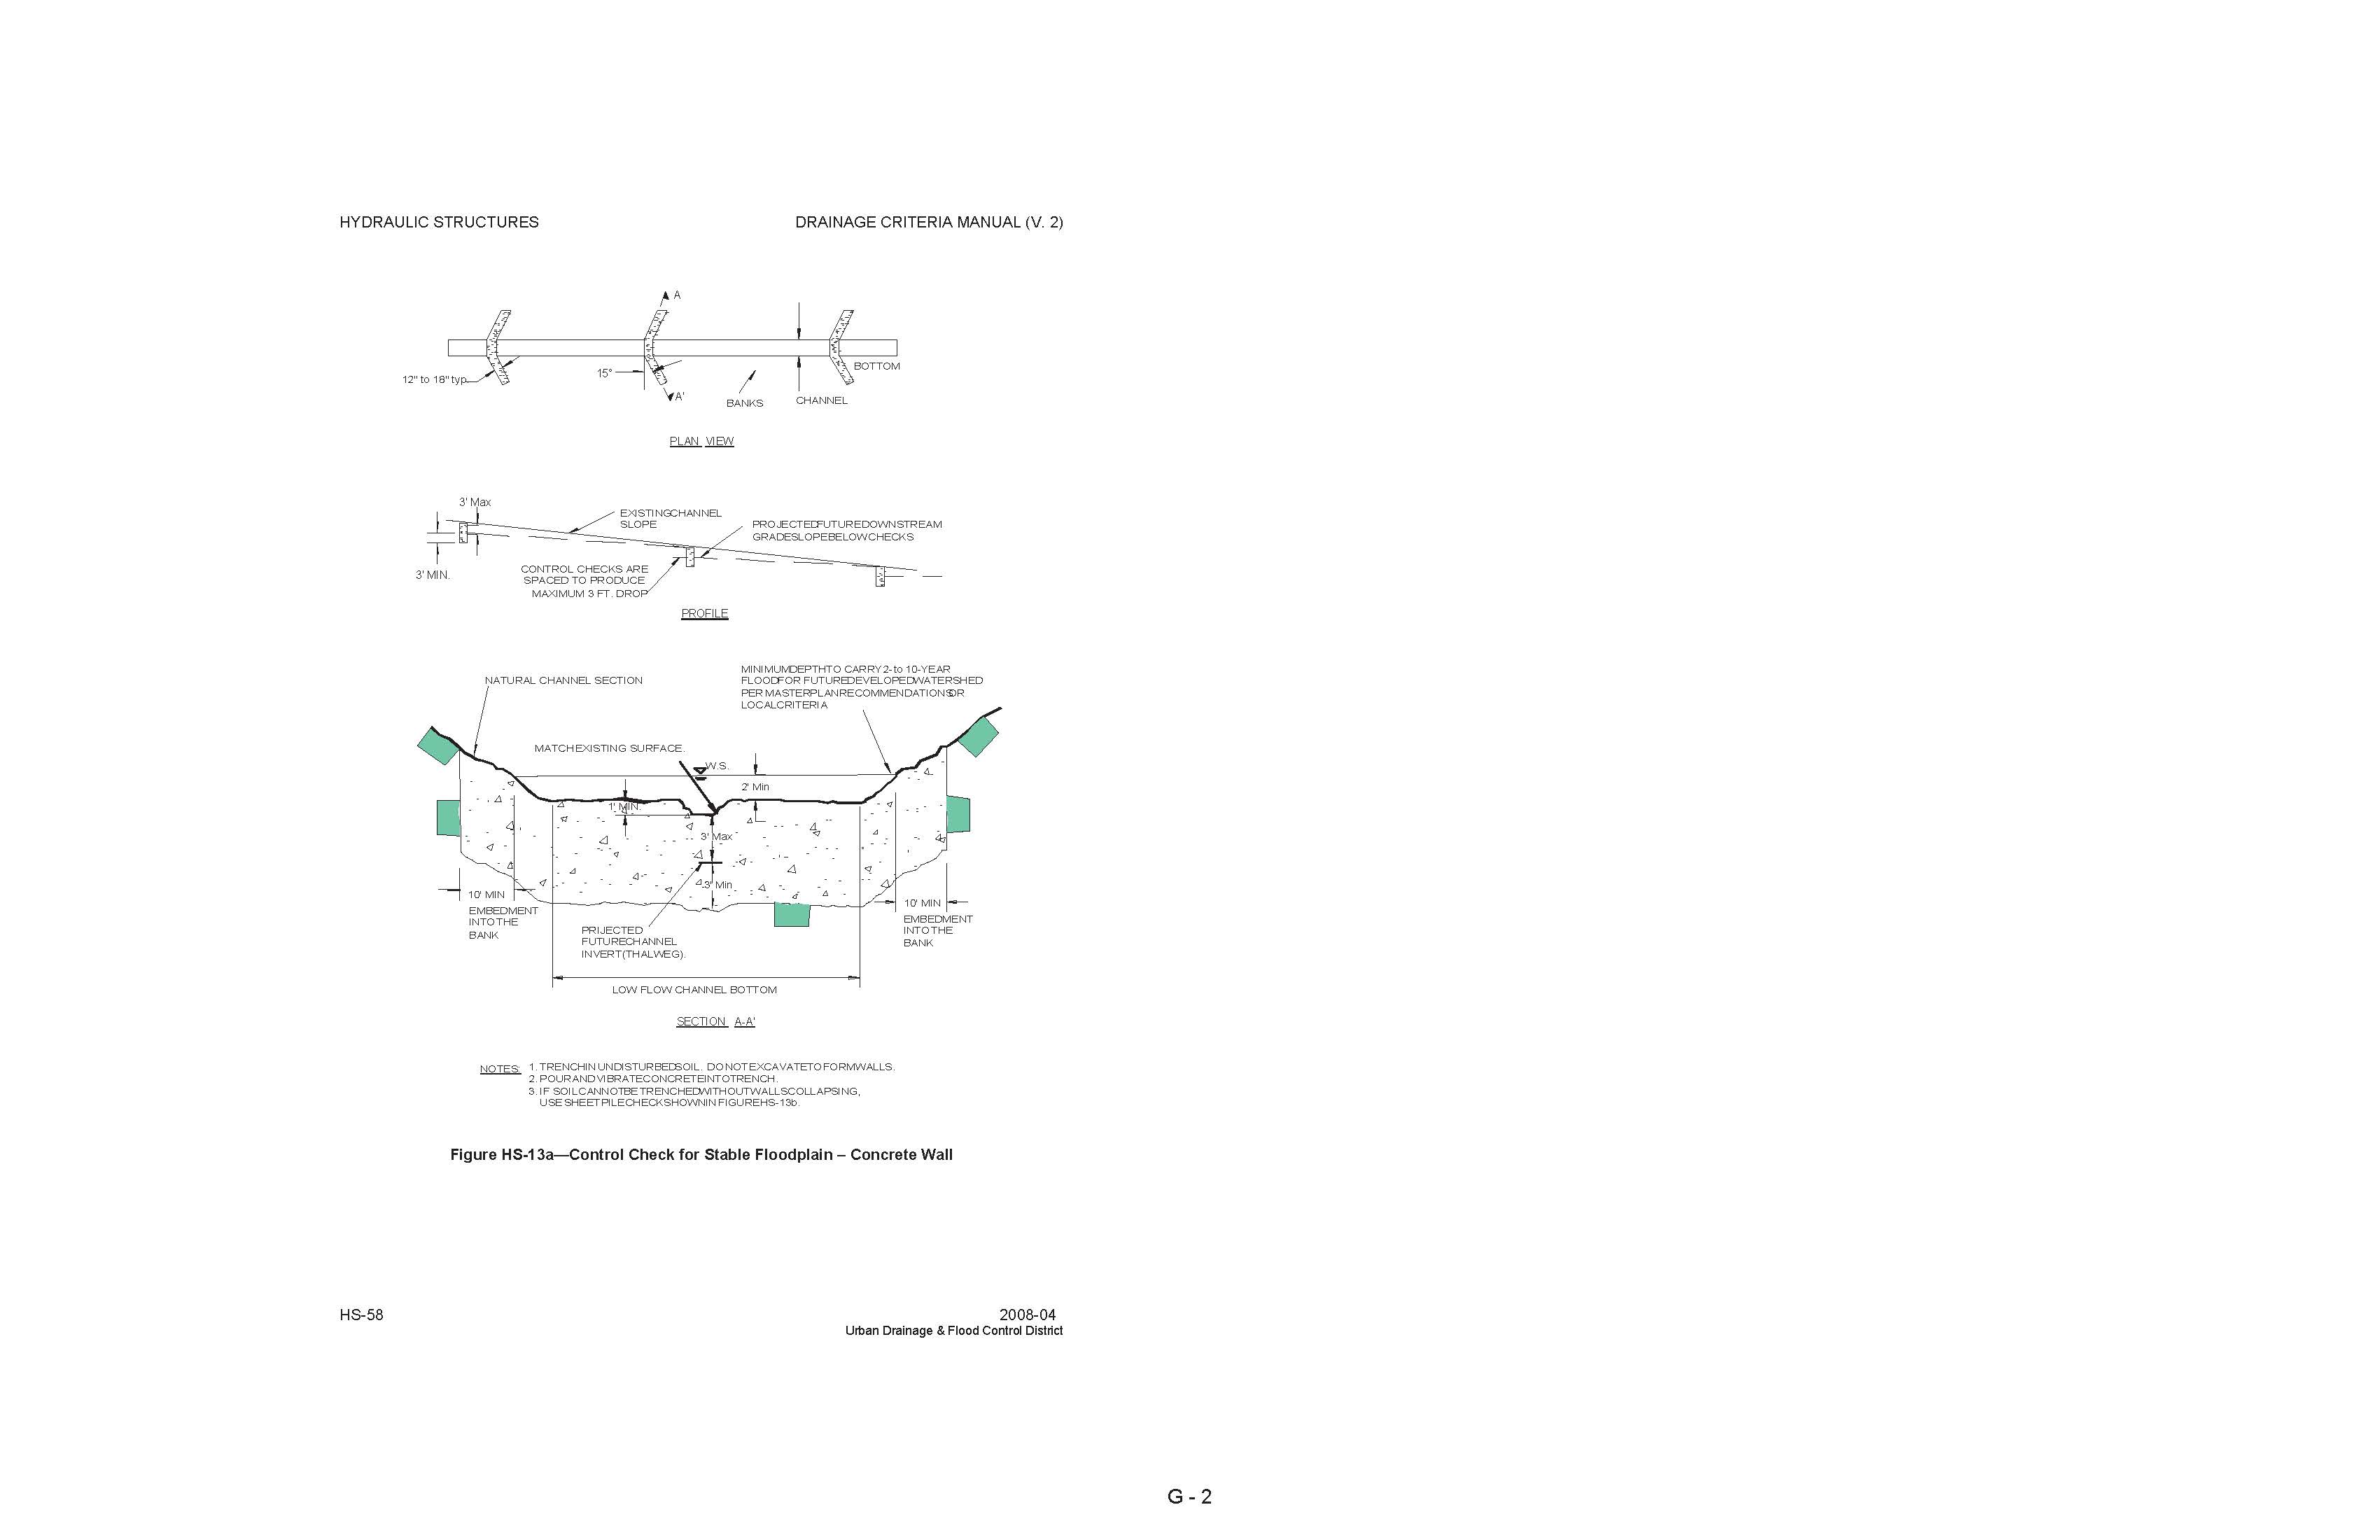 HYDRAULIC STRUCTURES
DRAINAGE CRITERIA MANUAL (V. 2)
A
12" to 16" typ.
15°
A'
BANKS
CHANNEL
BOTTOM
PLAN VIEW
3' Max
3' MIN.
EXISTING CHANNEL
SLOPE
PROJECTED FUTURE DOWNSTREAM
GRADE SLOPE BELOW CHECKS
CONTROL CHECKS ARE
SPACED TO PRODUCE
MAXIMUM 3 FT. DROP
PROFILE
NATURAL CHANNEL SECTION
MINIMUM DEPTH TO CARRY 2- to 10-YEAR
FLOOD FOR FUTURE DEVELOPED WATERSHED
PER MASTER PLAN RECOMMENDATIONS OR
LOCAL CRITERIA
MATCH EXISTING SURFACE.
W.S.
2' Min
1' MIN.
3' Max
3' Min
10' MIN
EMBEDMENT
INTO THE
BANK
10' MIN
EMBEDMENT
INTO THE
BANK
PRIJECTED
FUTURE CHANNEL
INVERT (THALWEG).
LOW FLOW CHANNEL BOTTOM
SECTION A-A'
NOTES: 1. TRENCH IN UNDISTURBED SOIL. DO NOT EXCAVATE TO FORM WALLS.
2. POUR AND VIBRATE CONCRETE INTO TRENCH.
3. IF SOIL CANNOT BE TRENCHED WITHOUT WALLS COLLAPSING,
USE SHEET PILE CHECK SHOWN IN FIGURE HS-13b.
Figure HS-13a—Control Check for Stable Floodplain – Concrete Wall
HS-58
2008-04
Urban Drainage & Flood Control District
G - 2